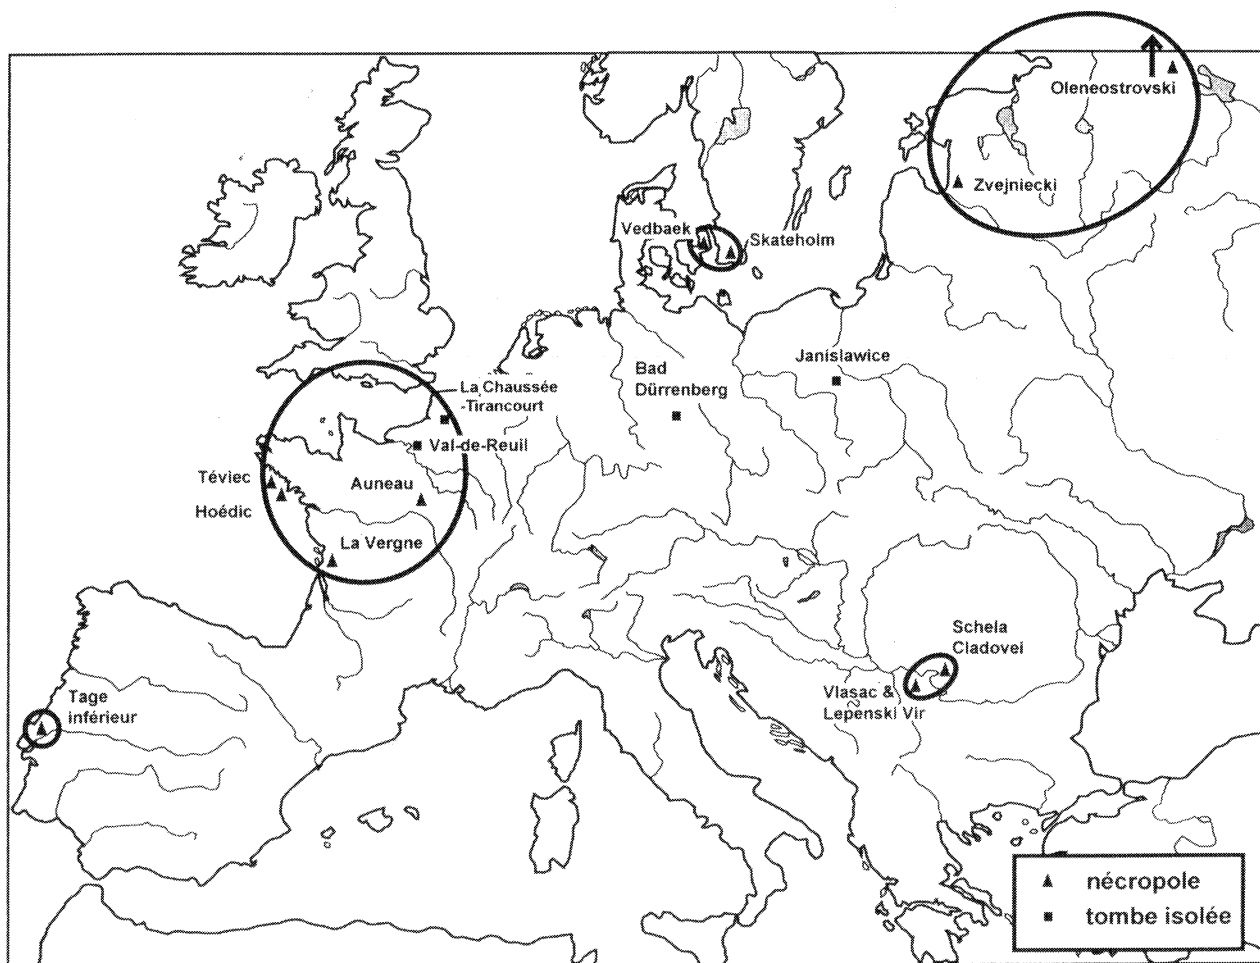 Oleneostrovski
Zvejniecki
Vedbaek
Skateholm
Janislawice
Bad
Dürrenberg
La Chaussée
-Tirancourt
Val-de-Reuil
Téviec
Auneau
Hoédic
La Vergne
Schela
Cladovei
Vlasac &
Lepenski Vir
Tage
inférieur
nécropole
tombe isolée